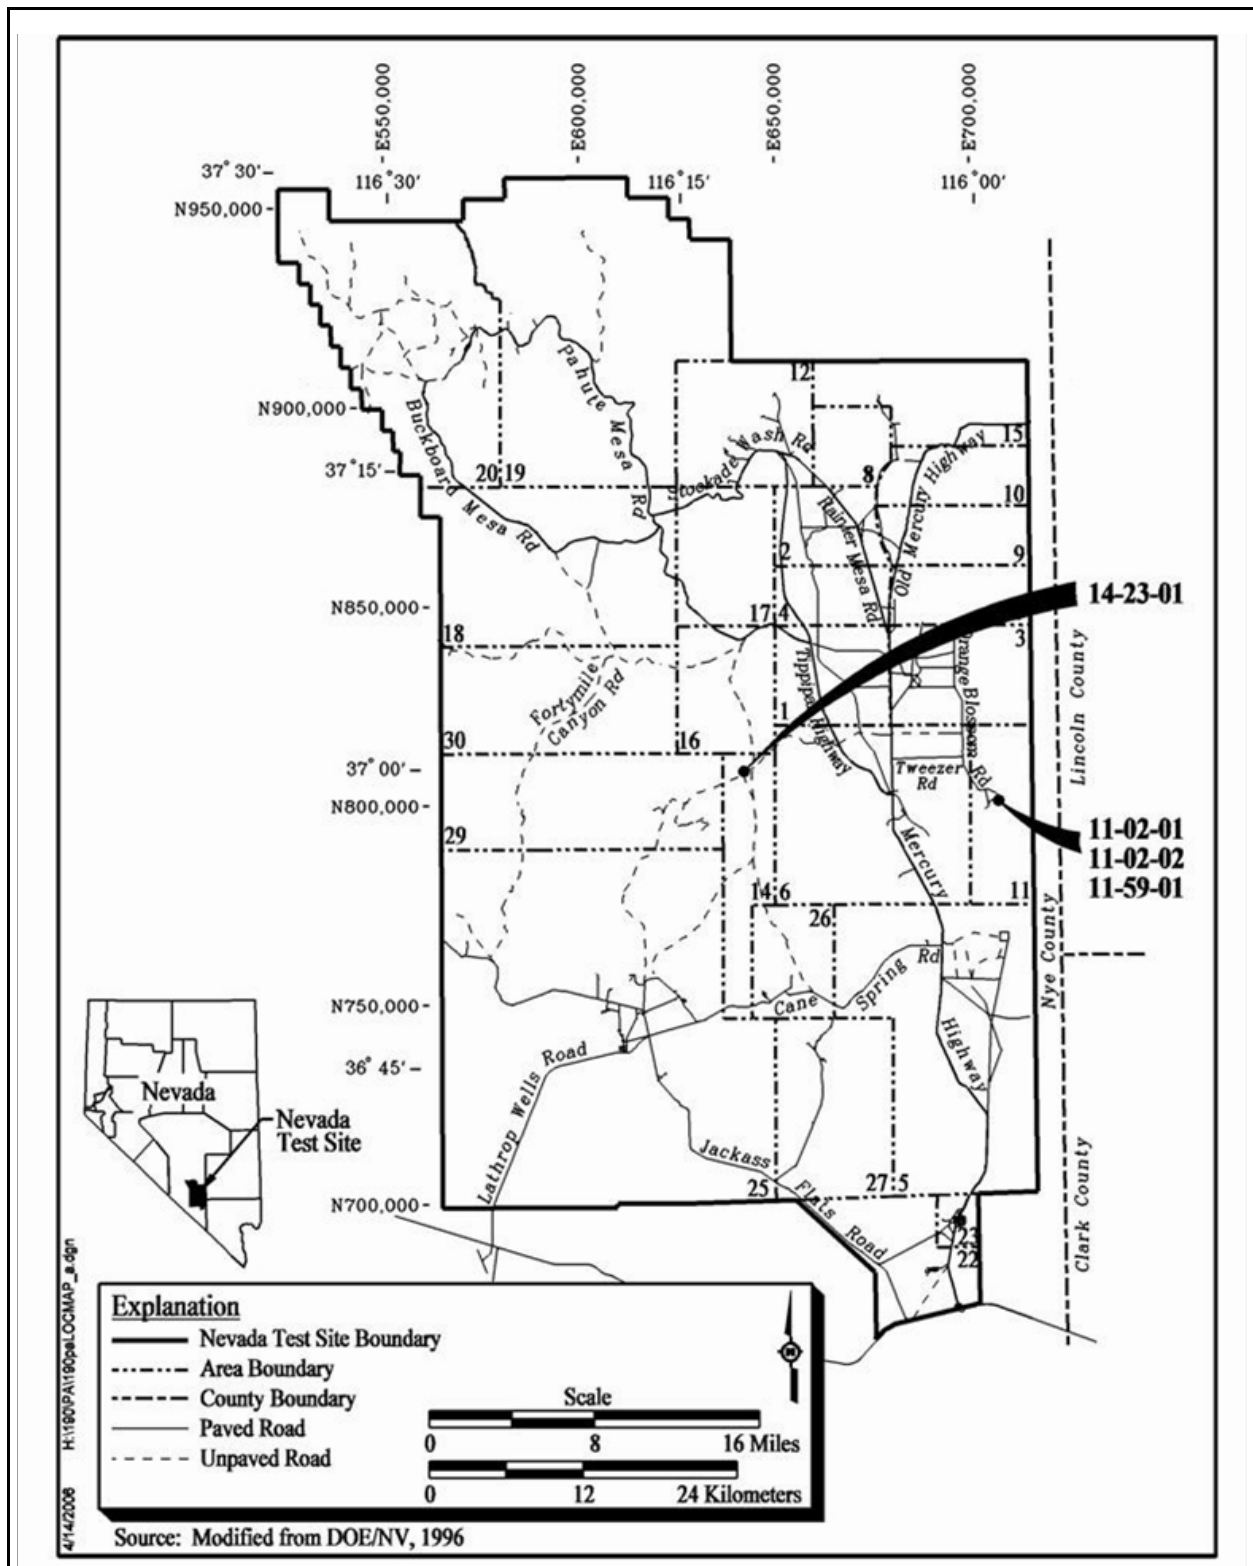 E550,000
E600,000
E650,000
E700,000
37° 30'
116° 30'
116° 15'
116° 00'
N950,000
12
N900,000
Pahute Mesa Rd
Buckboard Mesa Rd
Stockade Wash Rd
15
Old Mercury Highway
37° 15'
20
19
8
10
Rainier Mesa Rd
2
9
14-23-01
N850,000
17
4
3
18
Orange Blossom Rd
Tippipah Highway
Lincoln County
Fortymile
Canyon Rd
1
30
16
37° 00'
Tweezer
Rd
N800,000
11-02-01
11-02-02
11-59-01
29
Mercury Highway
14
6
11
26
Nye County
Cane Spring Rd
N750,000
36° 45'
Nevada
Nevada
Test Site
Lathrop Wells Road
Jackass Flats Road
Clark County
25
27
5
N700,000
23
22
Explanation
Nevada Test Site Boundary
Area Boundary
County Boundary
Paved Road
Unpaved Road
Scale
0 8 16 Miles
0 12 24 Kilometers
Source: Modified from DOE/NV, 1996
4/14/2006 H:\190\PA\190paLOCMAP_a.dgn